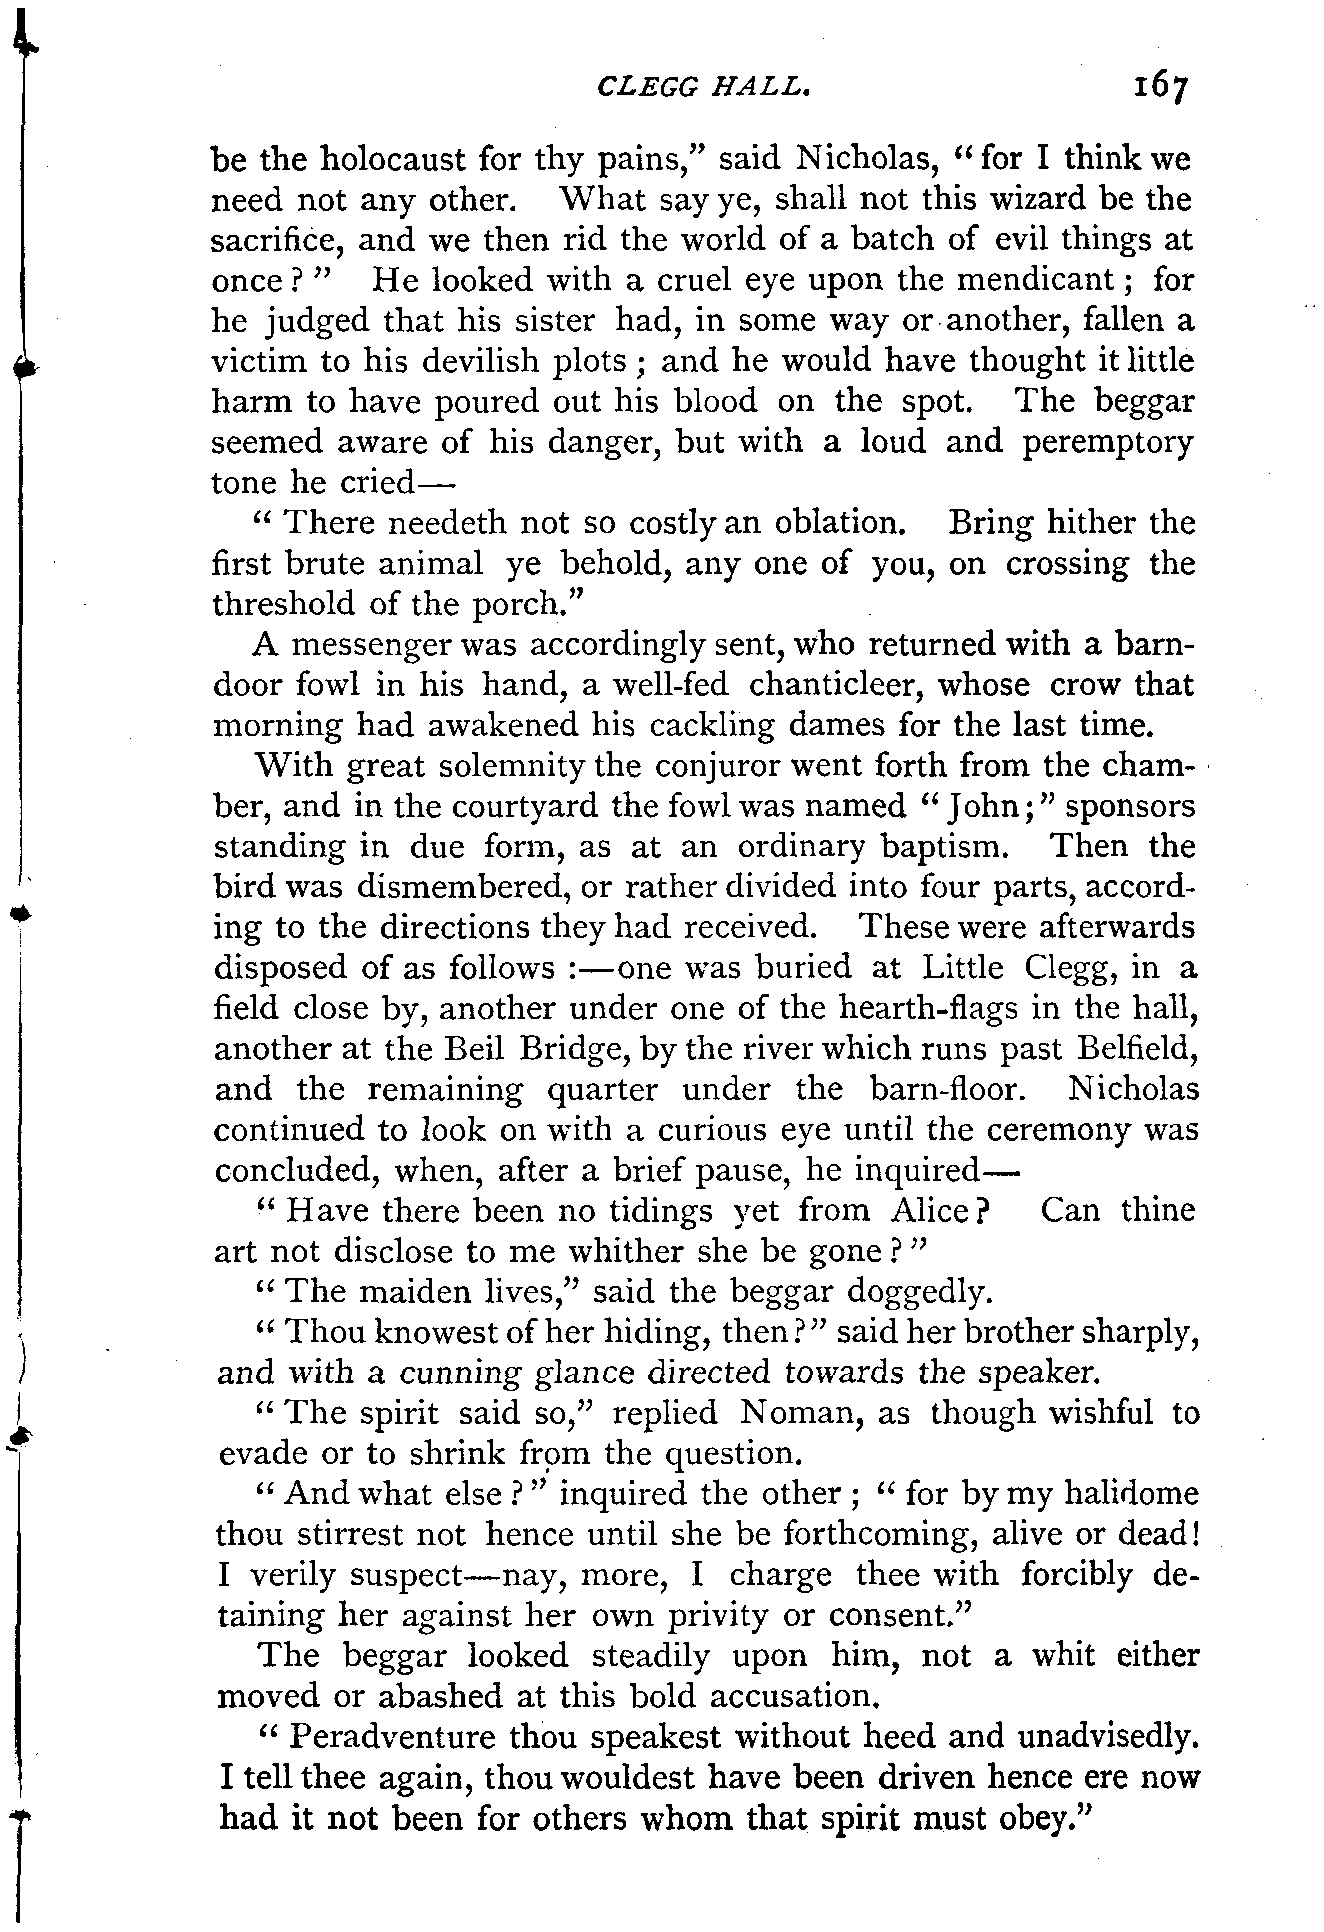 CLEGG HALL. 167
be the holocaust for thy pains,” said Nicholas, “for I think we
need not any other. What say ye, shall not this wizard be the
sacrifice, and we then rid the world of a batch of evil things at
once?” He looked with a cruel eye upon the mendicant; for
he judged that his sister had, in some way or another, fallen a
victim to his devilish plots; and he would have thought it little
harm to have poured out his blood on the spot. The beggar
seemed aware of his danger, but with a loud and peremptory
tone he cried—
“There needeth not so costly an oblation. Bring hither the
first brute animal ye behold, any one of you, on crossing the
threshold of the porch.”
A messenger was accordingly sent, who returned with a barn-
door fowl in his hand, a well-fed chanticleer, whose crow that
morning had awakened his cackling dames for the last time.
With great solemnity the conjuror went forth from the cham-
ber, and in the courtyard the fowl was named “John;” sponsors
standing in due form, as at an ordinary baptism. Then the
bird was dismembered, or rather divided into four parts, accord-
ing to the directions they had received. These were afterwards
disposed of as follows:—one was buried at Little Clegg, in a
field close by, another under one of the hearth-flags in the hall,
another at the Beil Bridge, by the river which runs past Belfield,
and the remaining quarter under the barn-floor. Nicholas
continued to look on with a curious eye until the ceremony was
concluded, when, after a brief pause, he inquired—
“Have there been no tidings yet from Alice? Can thine
art not disclose to me whither she be gone?”
“The maiden lives,” said the beggar doggedly.
“Thou knowest of her hiding, then?” said her brother sharply,
and with a cunning glance directed towards the speaker.
“The spirit said so,” replied Noman, as though wishful to
evade or to shrink from the question.
“And what else?” inquired the other; “for by my halidome
thou stirrest not hence until she be forthcoming, alive or dead!
I verily suspect—nay, more, I charge thee with forcibly de-
taining her against her own privity or consent.”
The beggar looked steadily upon him, not a whit either
moved or abashed at this bold accusation.
“Peradventure thou speakest without heed and unadvisedly.
I tell thee again, thou wouldest have been driven hence ere now
had it not been for others whom that spirit must obey.”